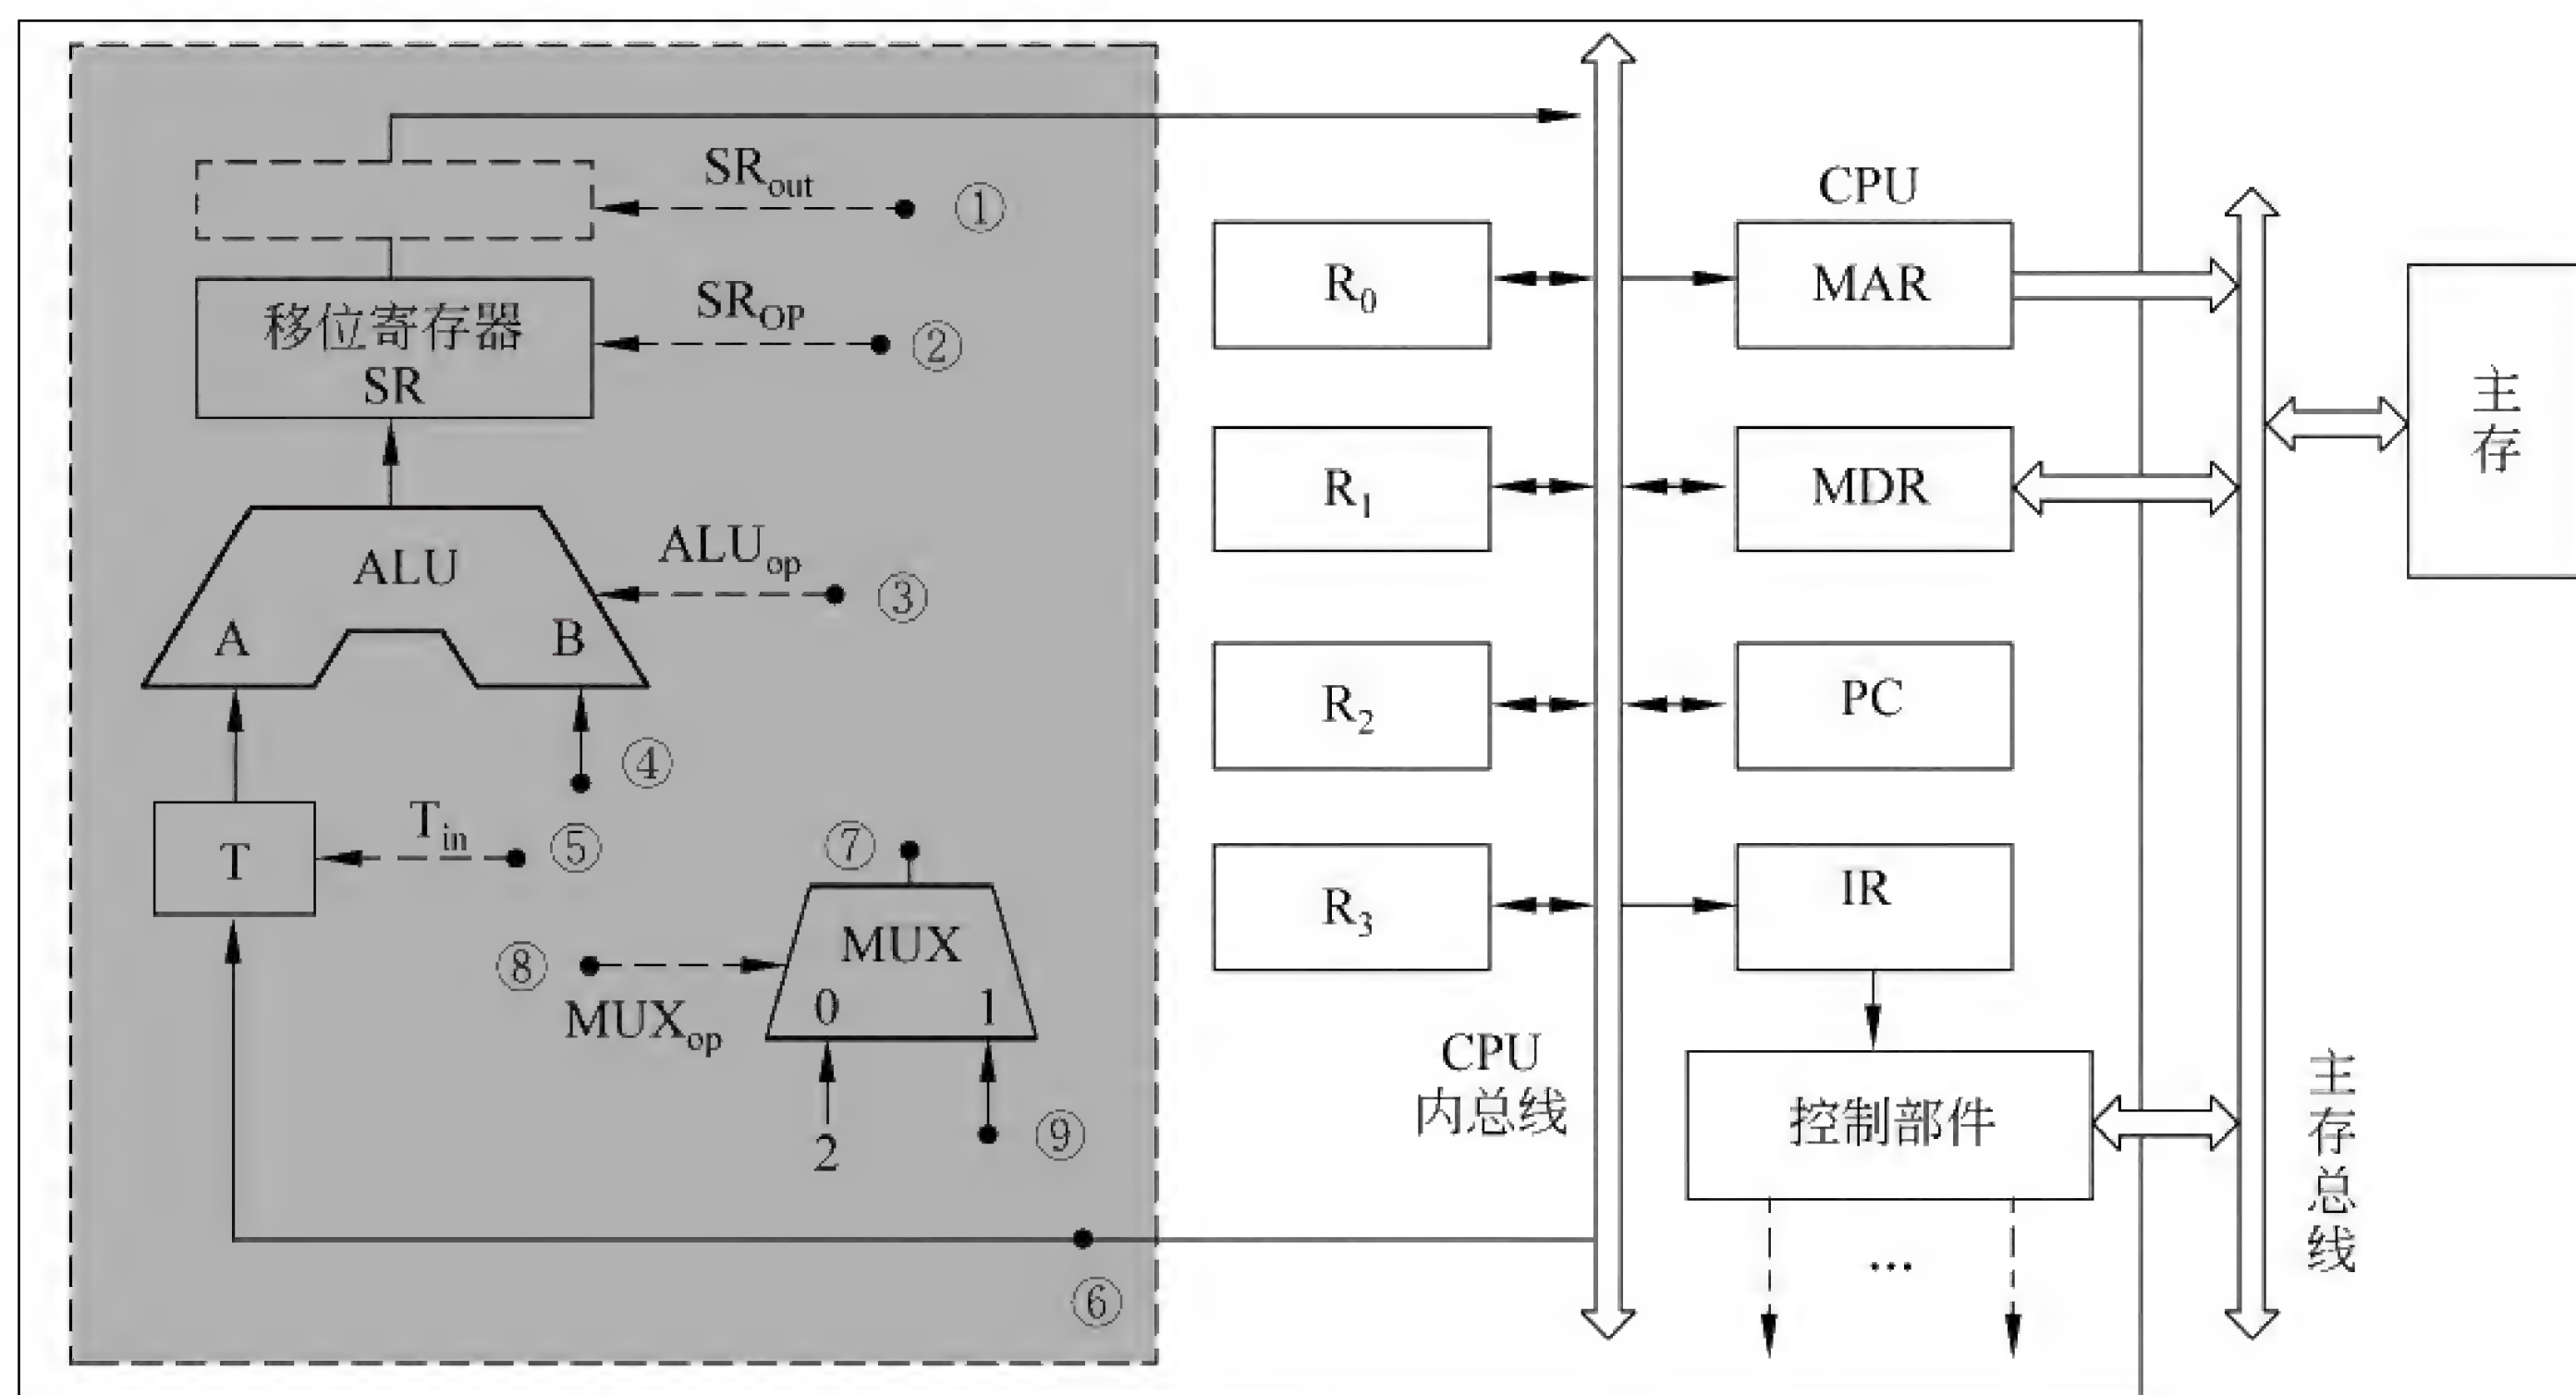 SRout
①
SROP
②
移位寄存器
SR
ALU
ALUop
③
A
B
④
Tin
⑤
T
⑦
⑧
MUXop
MUX
0
1
2
⑨
⑥
CPU
R0
MAR
R1
MDR
R2
PC
R3
IR
CPU
内总线
控制部件
...
主存
主存总线